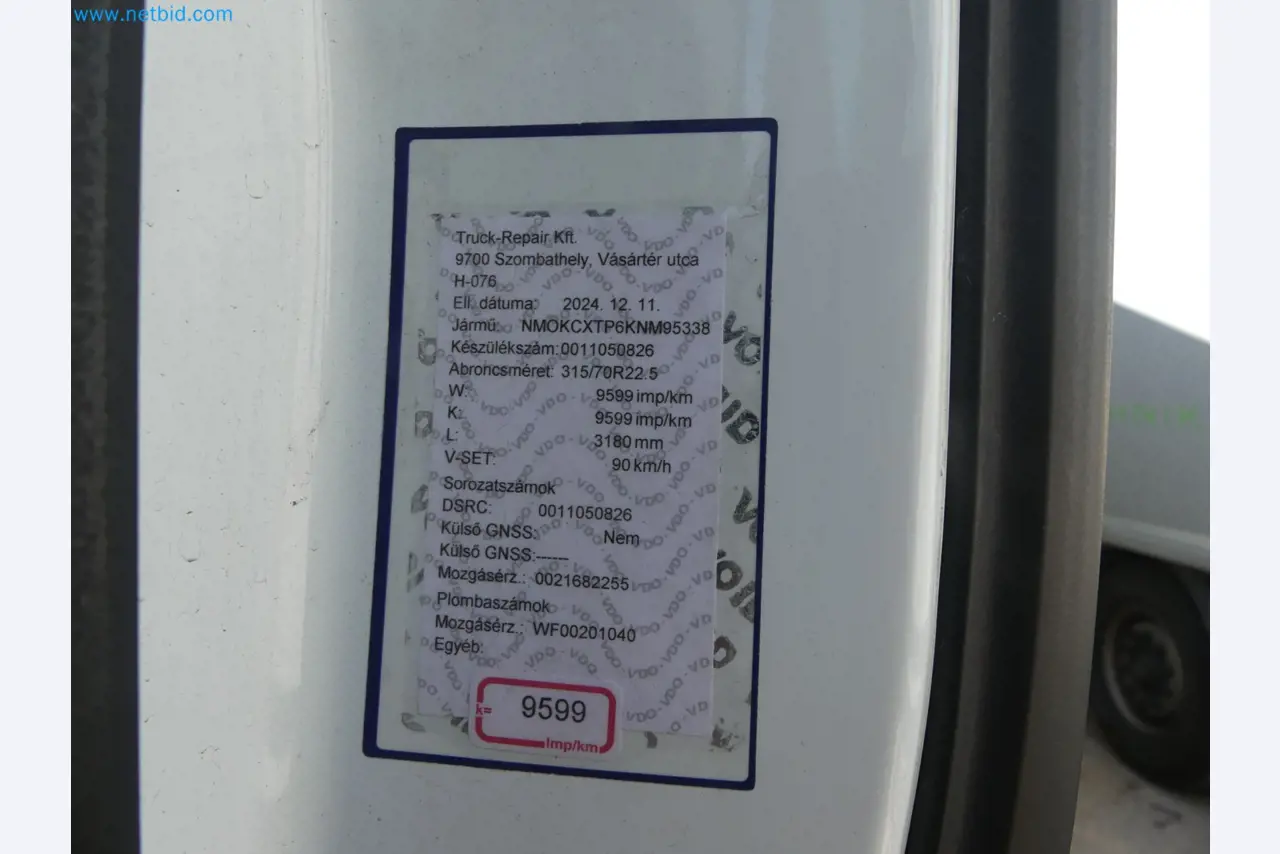 www.netbid.com
Truck-Repair Kft.
9700 Szombathely, Vásártér utca
H-076
Ell. dátuma: 2024. 12. 11.
Jármű: NMOKCXTP6KNM95338
Készülékszám: 0011050826
Abroncsméret: 315/70R22.5
W: 9599 imp/km
K: 9599 imp/km
L: 3180 mm
V-SET: 90 km/h
Sorozatszámok
DSRC: 0011050826
Külső GNSS: Nem
Külső GNSS:------
Mozgásérz.: 0021682255
Plombaszámok
Mozgásérz.: WF00201040
Egyéb:
k= 9599
Imp/km